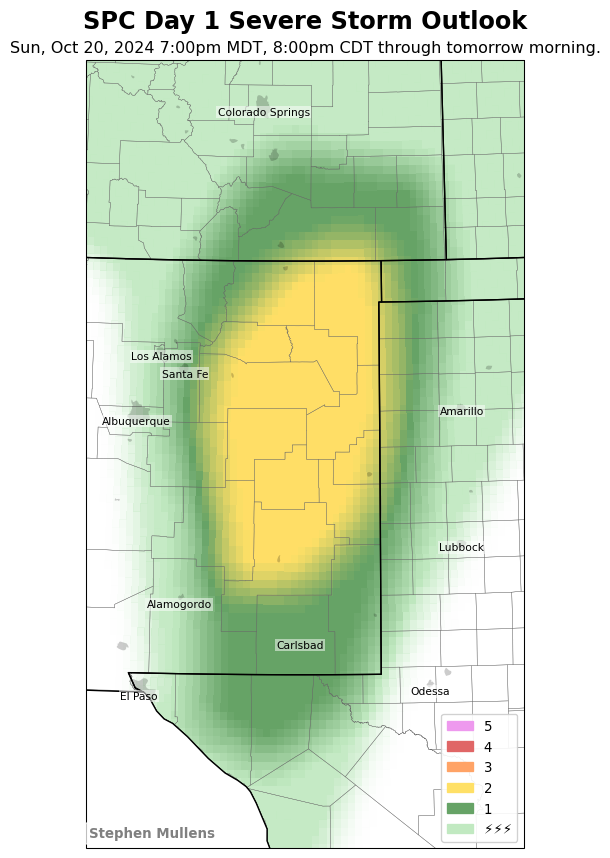 SPC Day 1 Severe Storm Outlook
Sun, Oct 20, 2024 7:00pm MDT, 8:00pm CDT through tomorrow morning.
Colorado Springs
Los Alamos
Santa Fe
Albuquerque
Amarillo
Lubbock
Alamogordo
Carlsbad
El Paso
Odessa
5
4
3
2
1
⚡⚡⚡
Stephen Mullens